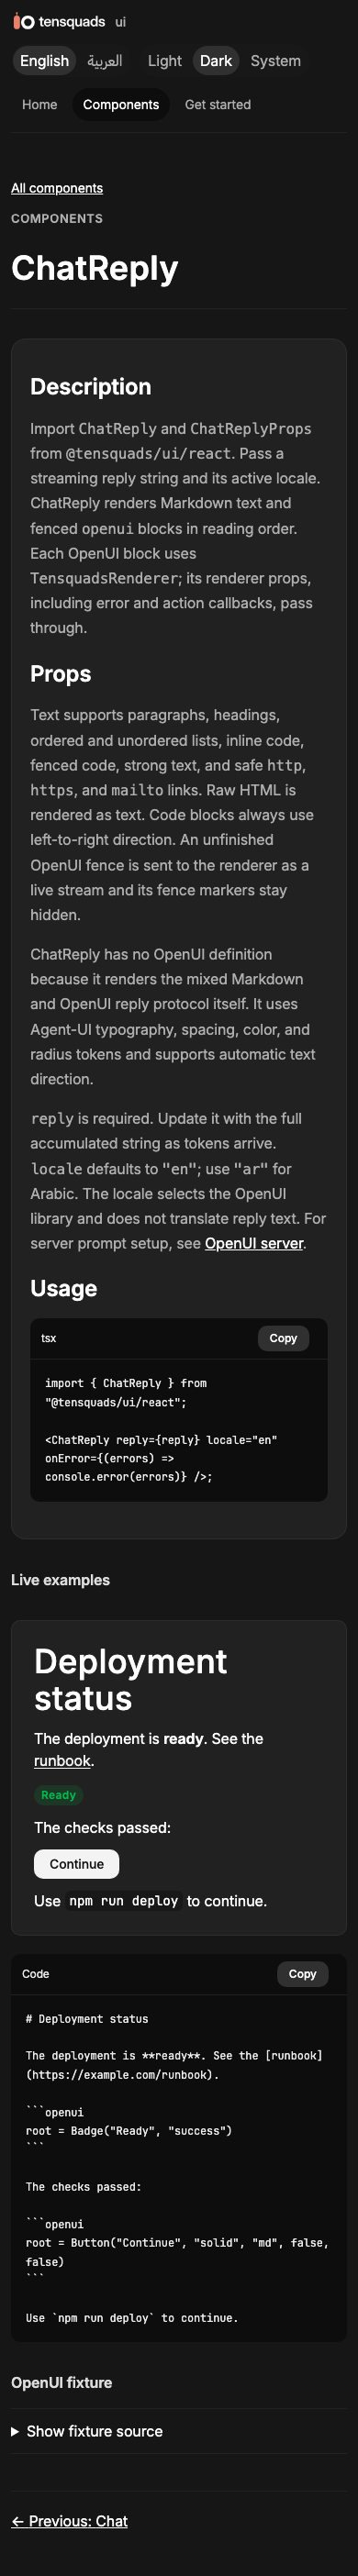 tensquads ui
English العربية Light Dark System
Home Components Get started
All components
COMPONENTS
ChatReply
Description
Import ChatReply and ChatReplyProps
from @tensquads/ui/react. Pass a
streaming reply string and its active locale.
ChatReply renders Markdown text and
fenced openui blocks in reading order.
Each OpenUI block uses
TensquadsRenderer; its renderer props,
including error and action callbacks, pass
through.
Props
Text supports paragraphs, headings,
ordered and unordered lists, inline code,
fenced code, strong text, and safe http,
https, and mailto links. Raw HTML is
rendered as text. Code blocks always use
left-to-right direction. An unfinished
OpenUI fence is sent to the renderer as a
live stream and its fence markers stay
hidden.
ChatReply has no OpenUI definition
because it renders the mixed Markdown
and OpenUI reply protocol itself. It uses
Agent-UI typography, spacing, color, and
radius tokens and supports automatic text
direction.
reply is required. Update it with the full
accumulated string as tokens arrive.
locale defaults to "en"; use "ar" for
Arabic. The locale selects the OpenUI
library and does not translate reply text. For
server prompt setup, see OpenUI server.
Usage
tsx Copy
import { ChatReply } from
"@tensquads/ui/react";
<ChatReply reply={reply} locale="en"
onError={(errors) =>
console.error(errors)} />;
Live examples
Deployment
status
The deployment is ready. See the
runbook.
Ready
The checks passed:
Continue
Use npm run deploy to continue.
Code Copy
# Deployment status
The deployment is **ready**. See the [runbook]
(https://example.com/runbook).
```openui
root = Badge("Ready", "success")
```
The checks passed:
```openui
root = Button("Continue", "solid", "md", false,
false)
```
Use `npm run deploy` to continue.
OpenUI fixture
▶ Show fixture source
← Previous: Chat